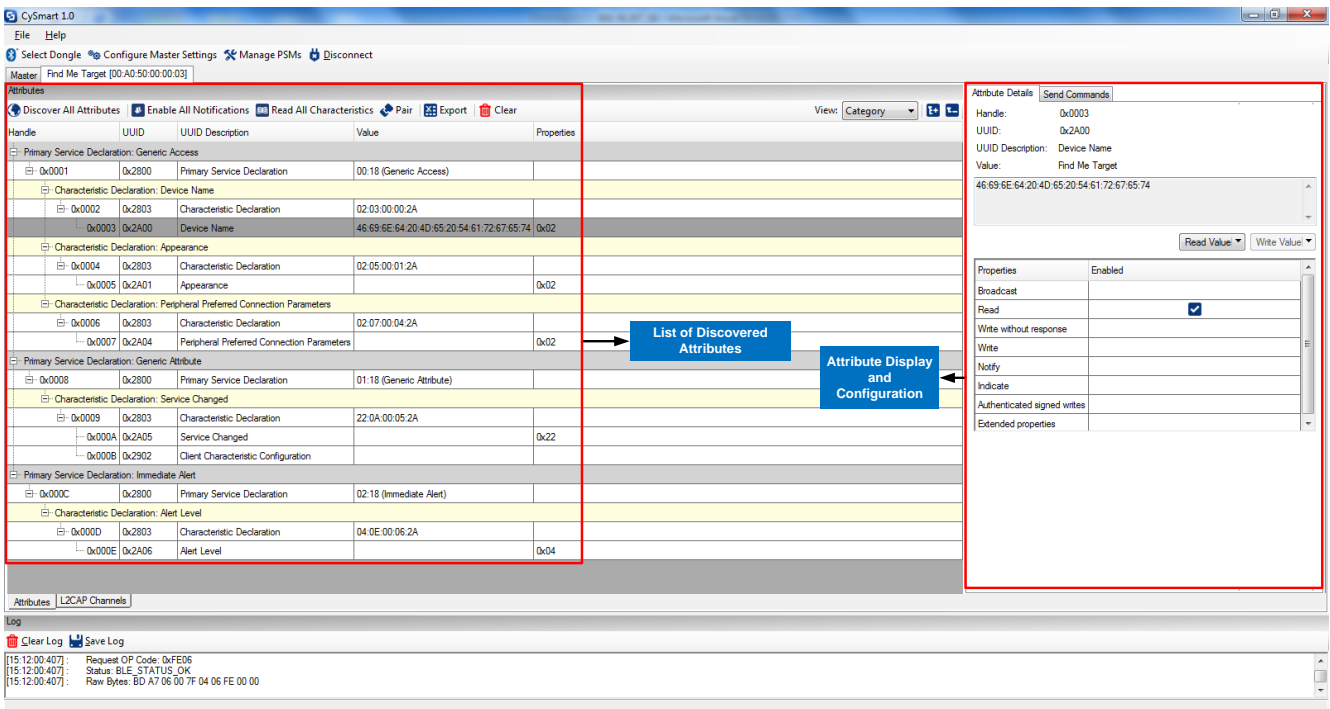 CySmart 1.0
File Help
Select Dongle Configure Master Settings Manage PSMs Disconnect
Master Find Me Target [00:A0:50:00:00:03]
Attributes
Discover All Attributes Enable All Notifications Read All Characteristics Pair Export Clear View: Category
Handle UUID UUID Description Value Properties
Primary Service Declaration: Generic Access
0x0001 0x2800 Primary Service Declaration 00:18 (Generic Access)
Characteristic Declaration: Device Name
0x0002 0x2803 Characteristic Declaration 02:03:00:00:2A
0x0003 0x2A00 Device Name 46:69:6E:64:20:4D:65:20:54:61:72:67:65:74 0x02
Characteristic Declaration: Appearance
0x0004 0x2803 Characteristic Declaration 02:05:00:01:2A
0x0005 0x2A01 Appearance 0x02
Characteristic Declaration: Peripheral Preferred Connection Parameters
0x0006 0x2803 Characteristic Declaration 02:07:00:04:2A
0x0007 0x2A04 Peripheral Preferred Connection Parameters 0x02
Primary Service Declaration: Generic Attribute
0x0008 0x2800 Primary Service Declaration 01:18 (Generic Attribute)
Characteristic Declaration: Service Changed
0x0009 0x2803 Characteristic Declaration 22:0A:00:05:2A
0x000A 0x2A05 Service Changed 0x22
0x000B 0x2902 Client Characteristic Configuration
Primary Service Declaration: Immediate Alert
0x000C 0x2800 Primary Service Declaration 02:18 (Immediate Alert)
Characteristic Declaration: Alert Level
0x000D 0x2803 Characteristic Declaration 04:0E:00:06:2A
0x000E 0x2A06 Alert Level 0x04
List of Discovered
Attributes
Attribute Display
and
Configuration
Attribute Details Send Commands
Handle: 0x0003
UUID: 0x2A00
UUID Description: Device Name
Value: Find Me Target
46:69:6E:64:20:4D:65:20:54:61:72:67:65:74
Read Value Write Value
Properties Enabled
Broadcast
Read
Write without response
Write
Notify
Indicate
Authenticated signed writes
Extended properties
Attributes L2CAP Channels
Log
Clear Log Save Log
[15:12:00:407] : Request OP Code: 0xFE06
[15:12:00:407] : Status: BLE_STATUS_OK
[15:12:00:407] : Raw Bytes: BD A7 06 00 7F 04 06 FE 00 00